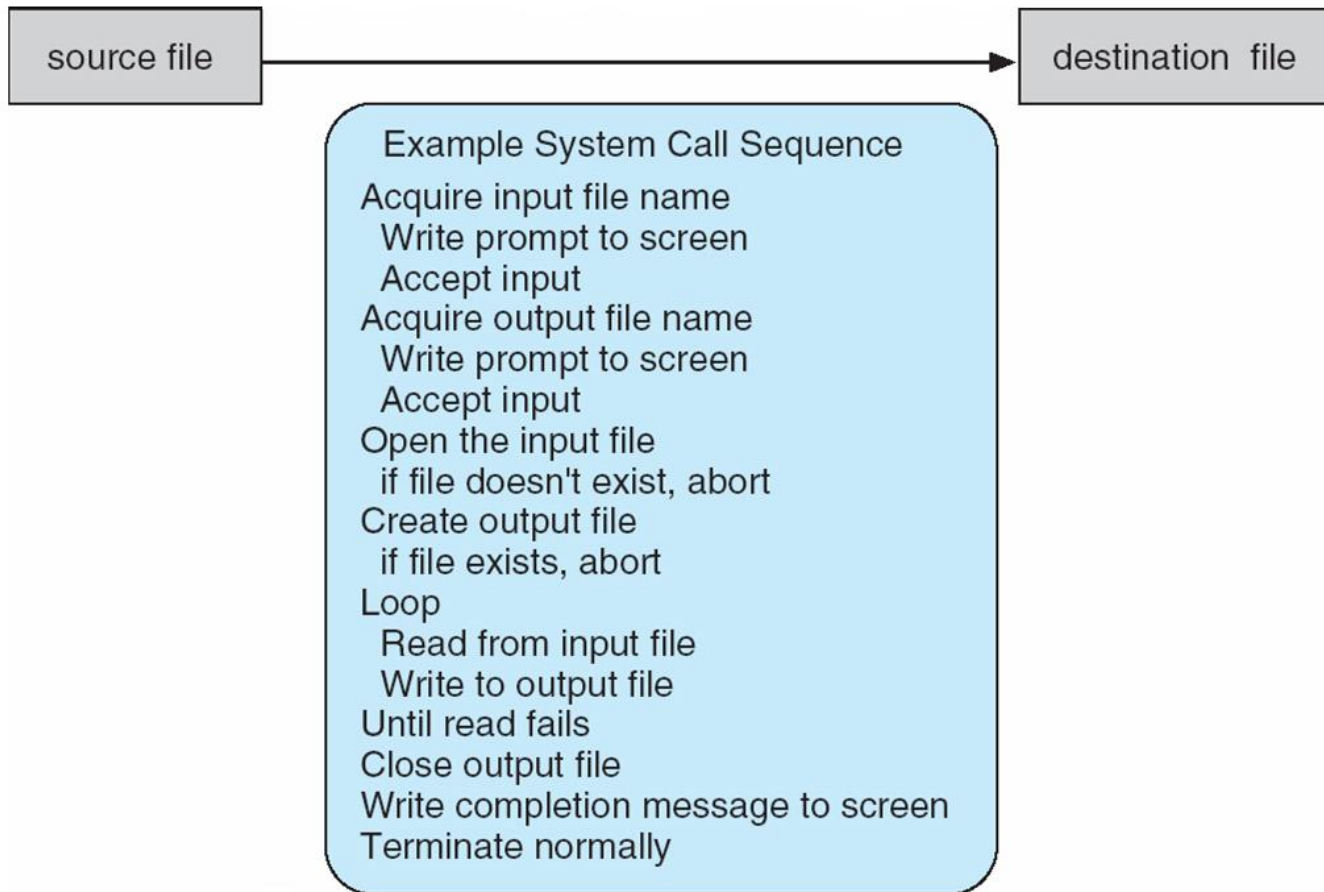 source file
destination file
Example System Call Sequence
Acquire input file name
Write prompt to screen
Accept input
Acquire output file name
Write prompt to screen
Accept input
Open the input file
if file doesn't exist, abort
Create output file
if file exists, abort
Loop
Read from input file
Write to output file
Until read fails
Close output file
Write completion message to screen
Terminate normally